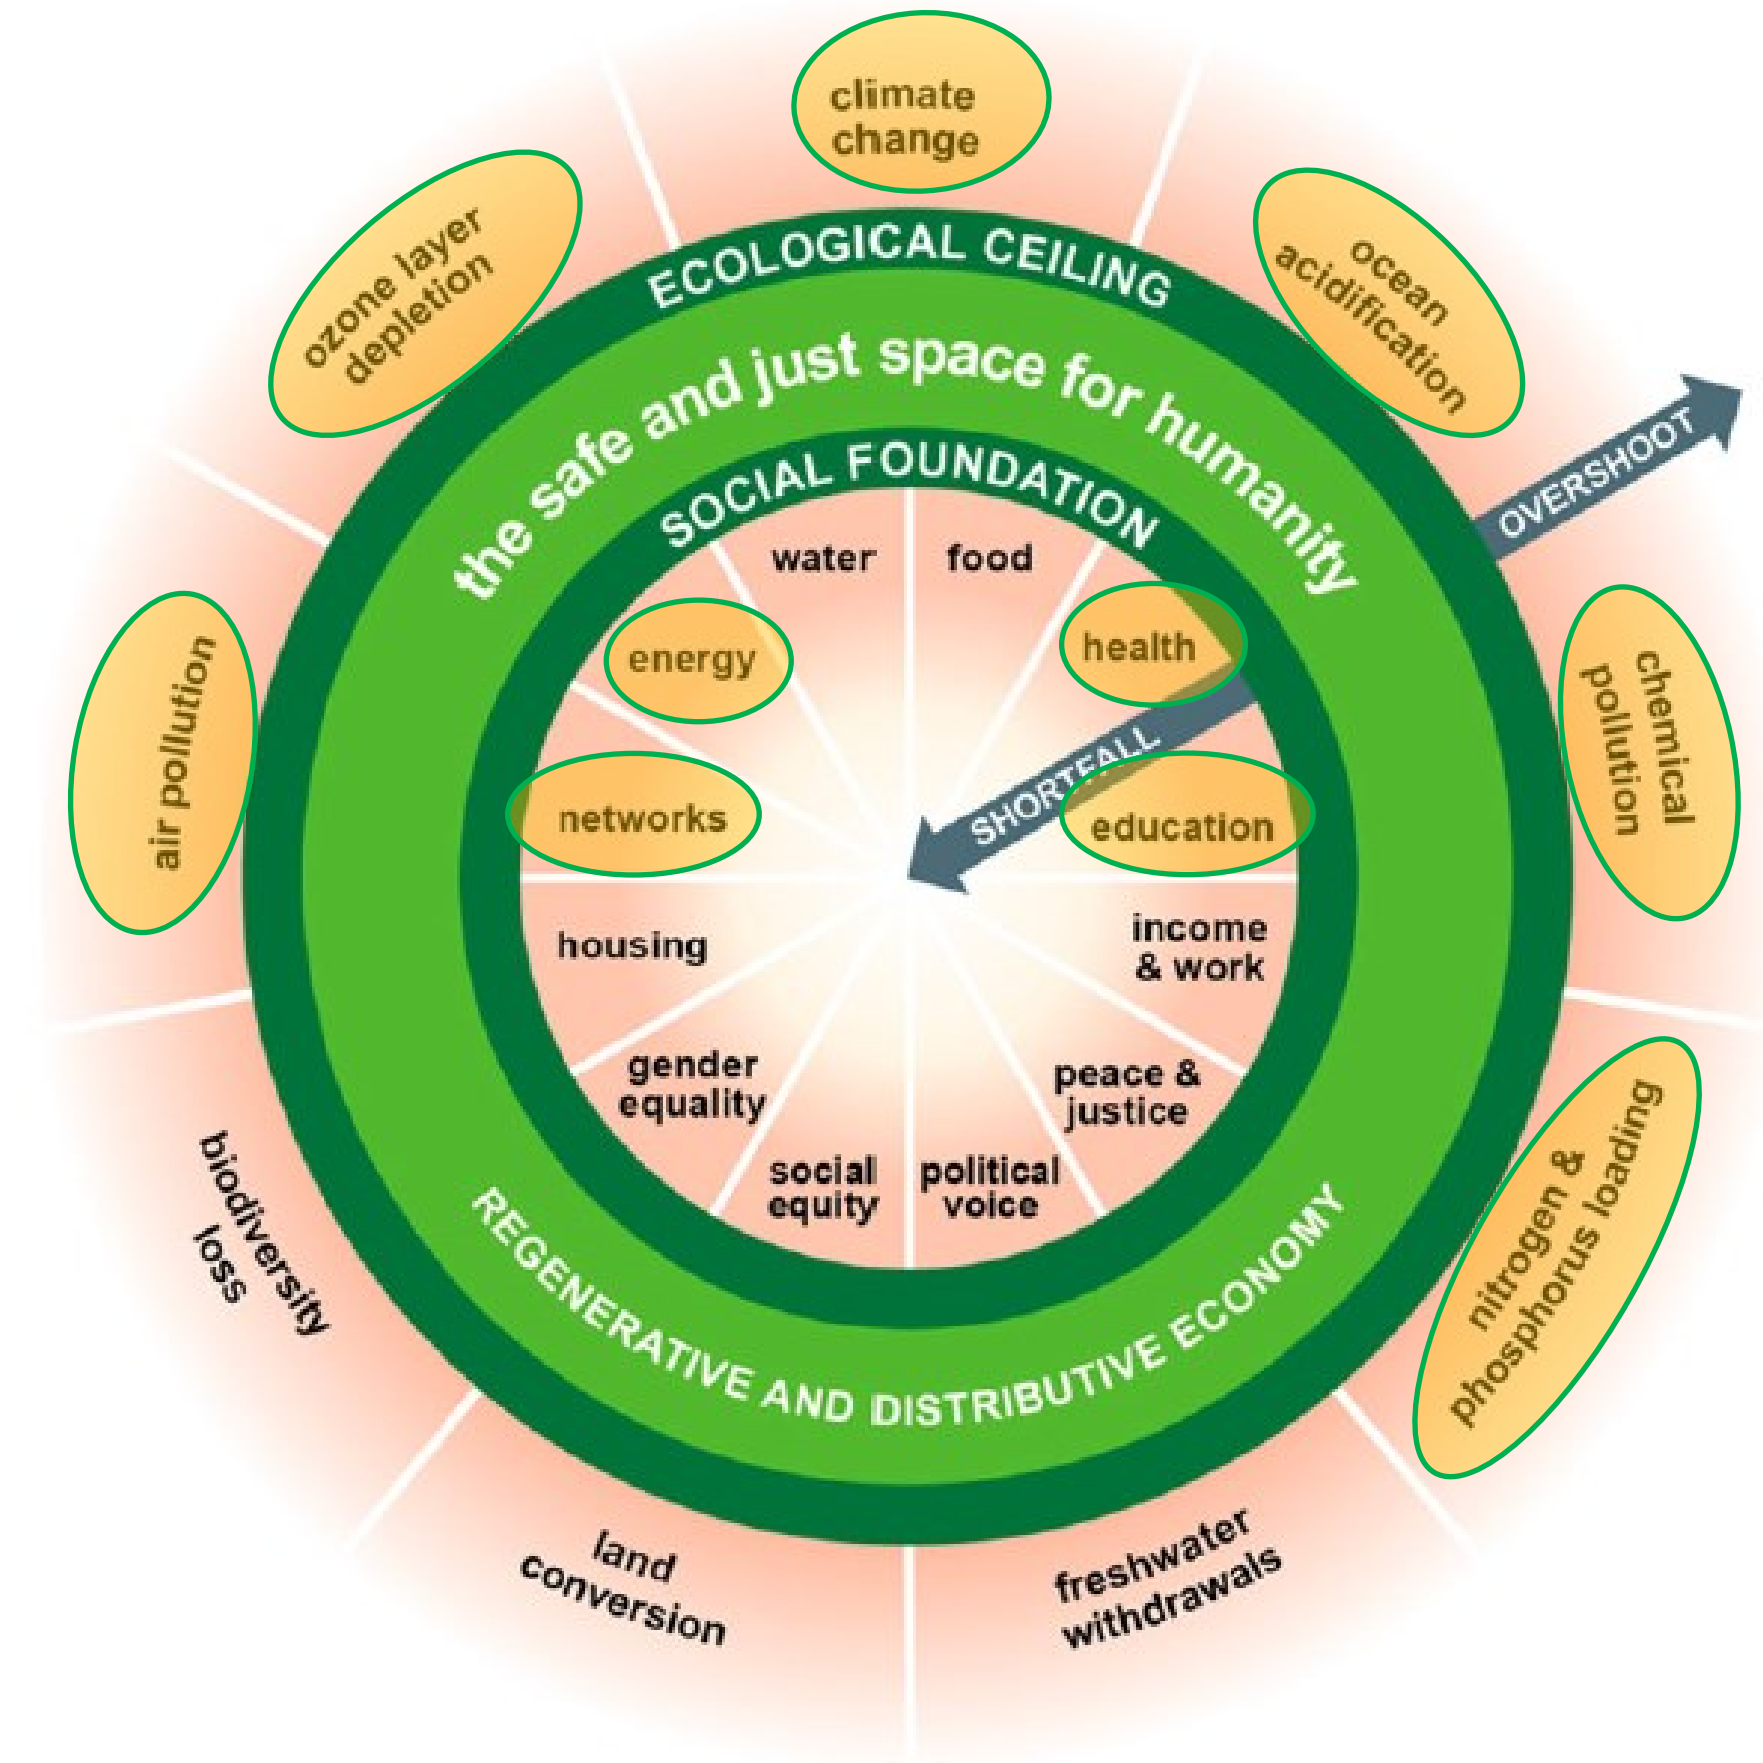 climate
change
ozone layer
depletion
ocean
acidification
ECOLOGICAL CEILING
the safe and just space for humanity
OVERSHOOT
SOCIAL FOUNDATION
water
food
energy
health
air pollution
chemical
pollution
networks
SHORTFALL
education
housing
income
& work
gender
equality
peace &
justice
social
equity
political
voice
nitrogen &
phosphorus loading
biodiversity
loss
REGENERATIVE AND DISTRIBUTIVE ECONOMY
land
conversion
freshwater
withdrawals